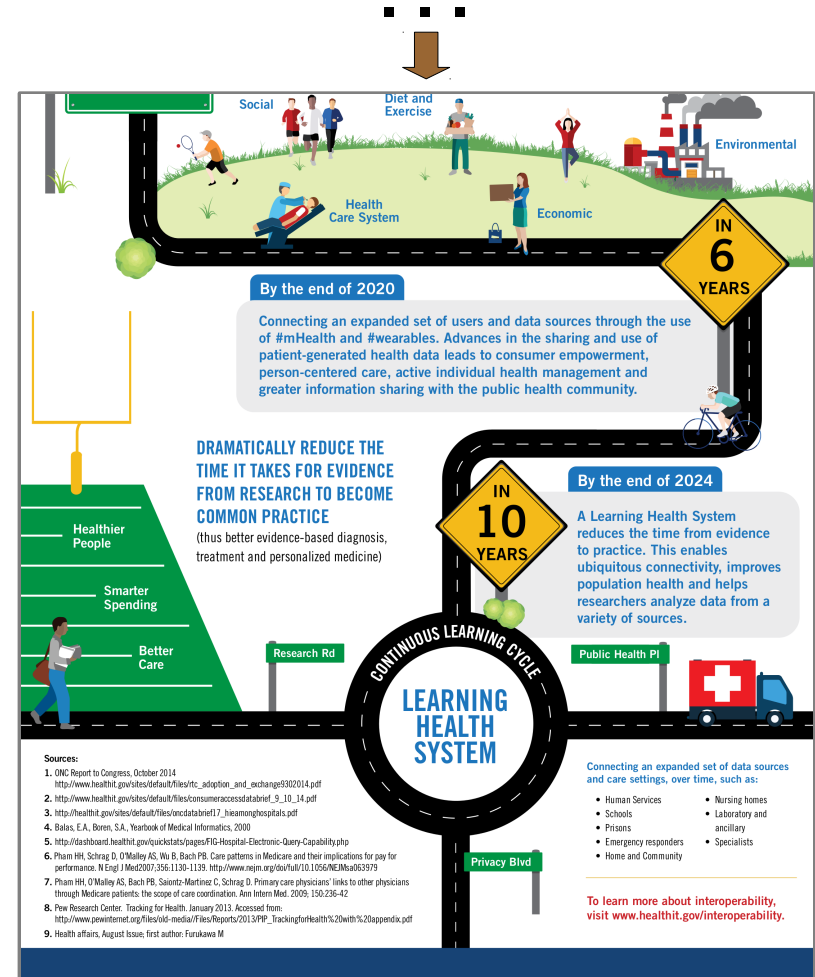 Social
Diet and
Exercise
Environmental
Health
Care System
Economic
IN
6
YEARS
By the end of 2020
Connecting an expanded set of users and data sources through the use
of #mHealth and #wearables. Advances in the sharing and use of
patient-generated health data leads to consumer empowerment,
person-centered care, active individual health management and
greater information sharing with the public health community.
DRAMATICALLY REDUCE THE
TIME IT TAKES FOR EVIDENCE
FROM RESEARCH TO BECOME
COMMON PRACTICE
(thus better evidence-based diagnosis,
treatment and personalized medicine)
IN
10
YEARS
By the end of 2024
A Learning Health System
reduces the time from evidence
to practice. This enables
ubiquitous connectivity, improves
population health and helps
researchers analyze data from a
variety of sources.
Healthier
People
Smarter
Spending
Better
Care
Research Rd
CONTINUOUS LEARNING CYCLE
LEARNING
HEALTH
SYSTEM
Public Health Pl
Sources:
1. ONC Report to Congress, October 2014
http://www.healthit.gov/sites/default/files/rtc_adoption_and_exchange9302014.pdf
2. http://www.healthit.gov/sites/default/files/consumeraccessdatabrief_9_10_14.pdf
3. http://healthit.gov/sites/default/files/oncdatabrief17_hieamonghospitals.pdf
4. Balas, E.A., Boren, S.A., Yearbook of Medical Informatics, 2000
5. http://dashboard.healthit.gov/quickstats/pages/FIG-Hospital-Electronic-Query-Capability.php
6. Pham HH, Schrag D, O'Malley AS, Wu B, Bach PB. Care patterns in Medicare and their implications for pay for
performance. N Engl J Med2007;356:1130-1139. http://www.nejm.org/doi/full/10.1056/NEJMsa063979
7. Pham HH, O'Malley AS, Bach PB, Saiontz-Martinez C, Schrag D. Primary care physicians' links to other physicians
through Medicare patients: the scope of care coordination. Ann Intern Med. 2009; 150:236-42
8. Pew Research Center. Tracking for Health. January 2013. Accessed from:
http://www.pewinternet.org/files/old-media//Files/Reports/2013/PIP_TrackingforHealth%20with%20appendix.pdf
9. Health affairs, August Issue; first author: Furukawa M
Privacy Blvd
Connecting an expanded set of data sources
and care settings, over time, such as:
• Human Services
• Schools
• Prisons
• Emergency responders
• Home and Community
• Nursing homes
• Laboratory and
ancillary
• Specialists
To learn more about interoperability,
visit www.healthit.gov/interoperability.